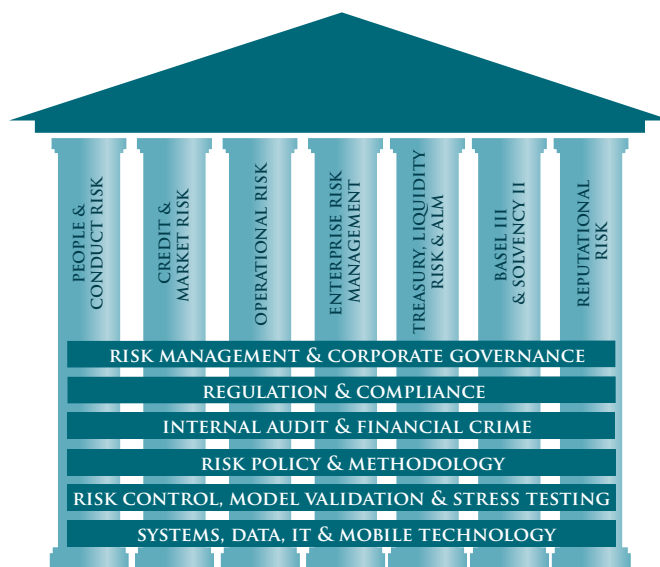 PEOPLE &
CONDUCT RISK
CREDIT &
MARKET RISK
OPERATIONAL RISK
ENTERPRISE RISK
MANAGEMENT
TREASURY, LIQUIDITY
RISK & ALM
BASEL III
& SOLVENCY II
REPUTATIONAL
RISK
RISK MANAGEMENT & CORPORATE GOVERNANCE
REGULATION & COMPLIANCE
INTERNAL AUDIT & FINANCIAL CRIME
RISK POLICY & METHODOLOGY
RISK CONTROL, MODEL VALIDATION & STRESS TESTING
SYSTEMS, DATA, IT & MOBILE TECHNOLOGY